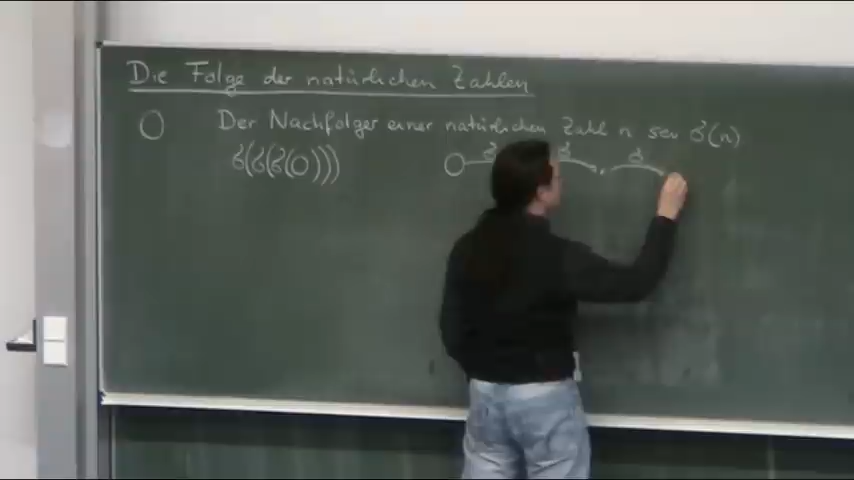 Die Folge der natürlichen Zahlen
0 Der Nachfolger einer natürlichen Zahl n sei σ(n)
σ(σ(σ(0))) 0 σ σ σ